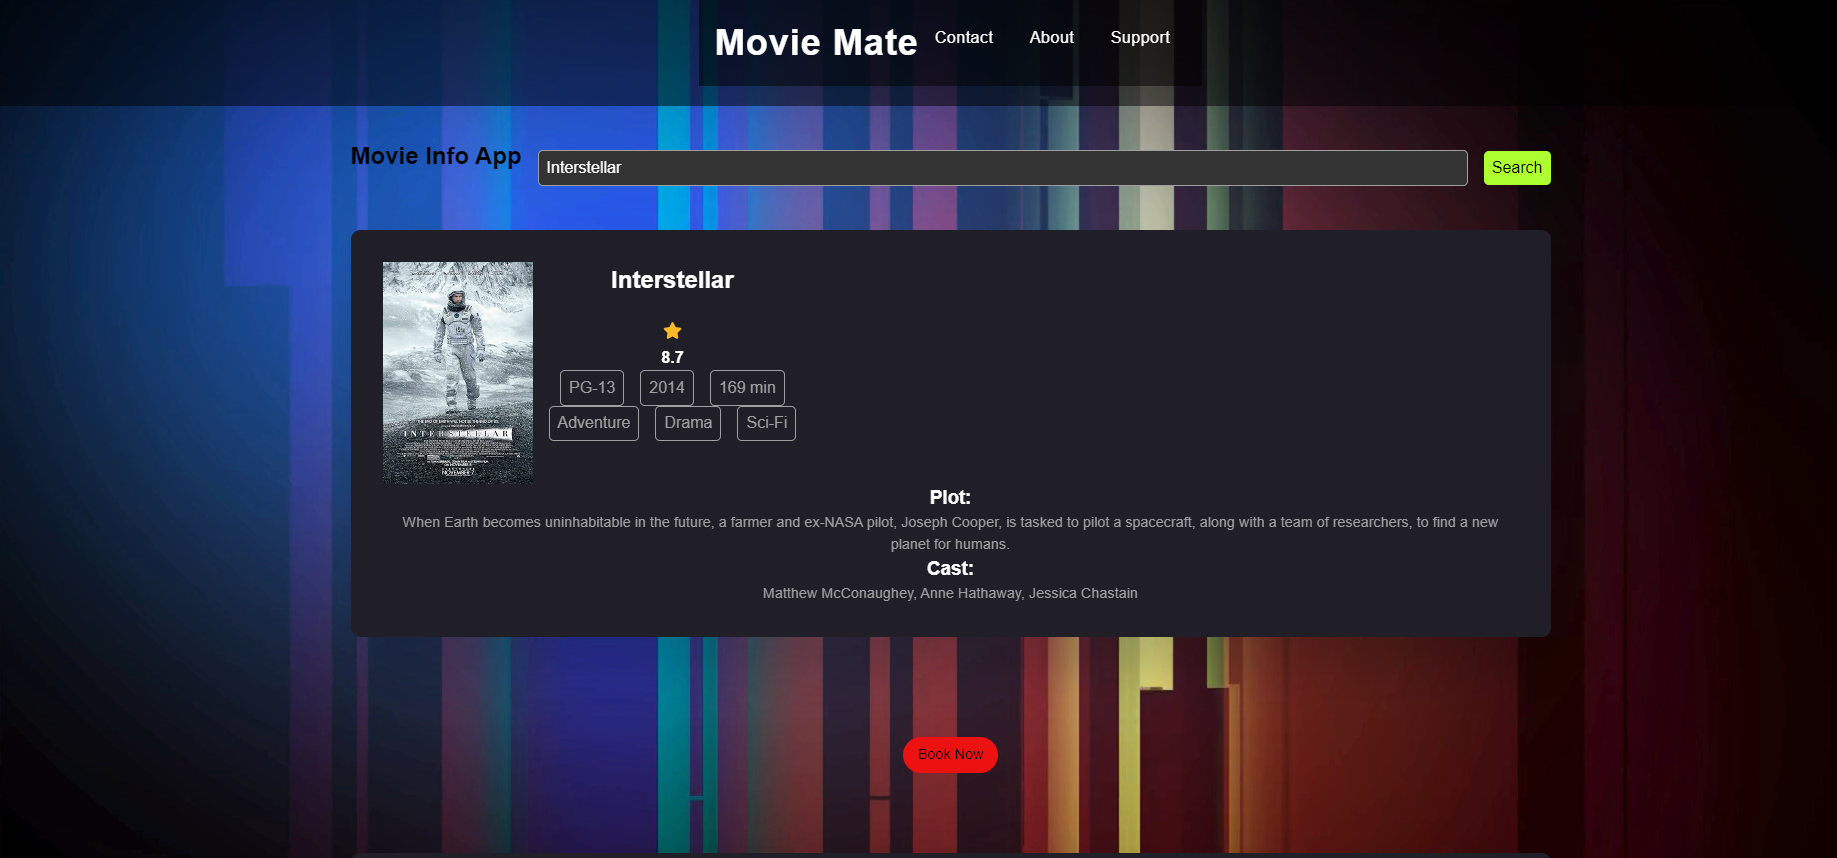 Movie Mate Contact About Support
Movie Info App Interstellar Search
Interstellar
8.7
PG-13 2014 169 min
Adventure Drama Sci-Fi
INTERSTELLAR
NOVEMBER 7
Plot:
When Earth becomes uninhabitable in the future, a farmer and ex-NASA pilot, Joseph Cooper, is tasked to pilot a spacecraft, along with a team of researchers, to find a new
planet for humans.
Cast:
Matthew McConaughey, Anne Hathaway, Jessica Chastain
Book Now